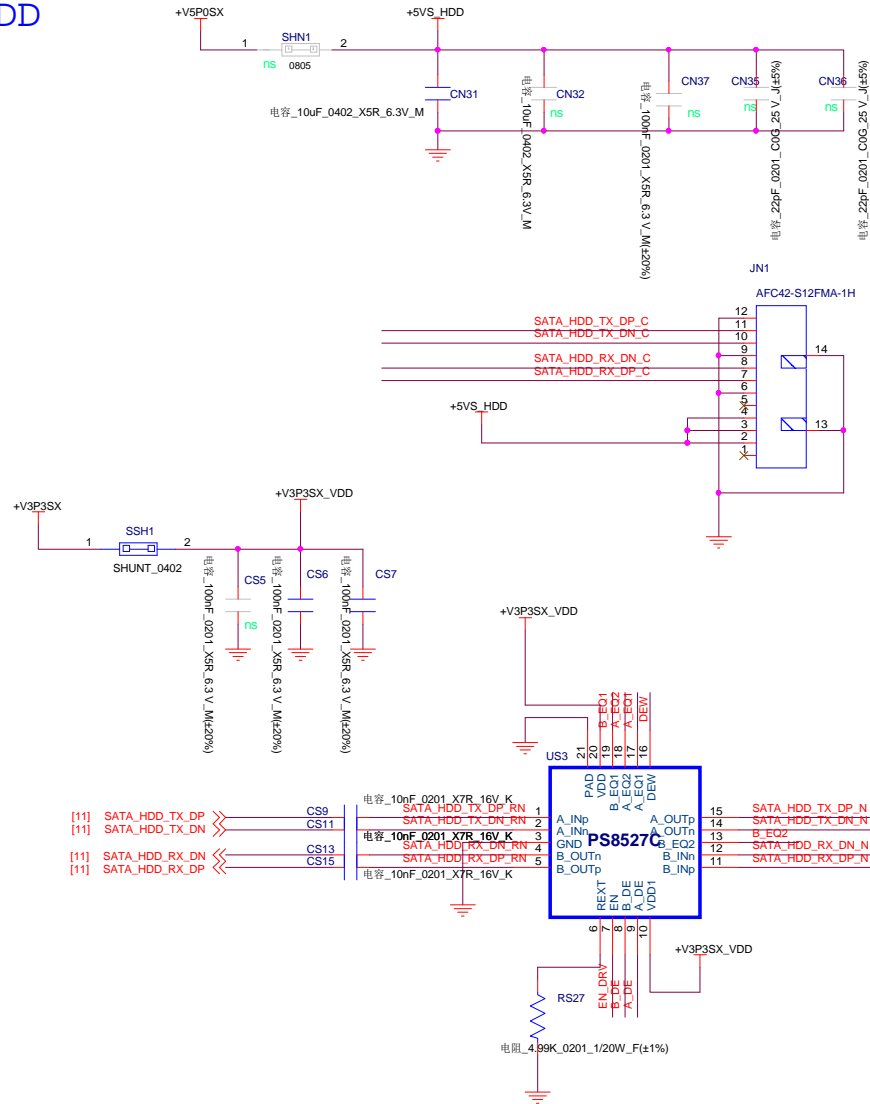 DD
+V5P0SX
+5VS_HDD
SHN1
1
2
ns
0805
CN31
电容_10uF_0402_X5R_6.3V_M
CN32
ns
电容_10uF_0402_X5R_6.3V_M
CN37
ns
电容_100nF_0201_X5R_6.3 V_M(±20%)
CN35
ns
电容_22pF_0201_C0G_25 V_J(±5%)
CN36
ns
电容_22pF_0201_C0G_25 V_J(±5%)
JN1
AFC42-S12FMA-1H
SATA_HDD_TX_DP_C
SATA_HDD_TX_DN_C
SATA_HDD_RX_DN_C
SATA_HDD_RX_DP_C
+5VS_HDD
12
11
10
9
8
7
6
5
4
3
2
1
14
13
+V3P3SX
+V3P3SX_VDD
SSH1
1
2
SHUNT_0402
CS5
ns
电容_100nF_0201_X5R_6.3 V_M(±20%)
CS6
电容_100nF_0201_X5R_6.3 V_M(±20%)
CS7
电容_100nF_0201_X5R_6.3 V_M(±20%)
+V3P3SX_VDD
B_EQ1
A_EQ2
A_EQ1
DEW
21
20
19
18
17
16
US3
PAD
VDD
B_EQ1
A_EQ2
A_EQ1
DEW
电容_10nF_0201_X7R_16V_K
[11] SATA_HDD_TX_DP
CS9
SATA_HDD_TX_DP_RN
1
A_INp
[11] SATA_HDD_TX_DN
CS11
SATA_HDD_TX_DN_RN
2
A_INn
电容_10nF_0201_X7R_16V_K
3
GND
[11] SATA_HDD_RX_DN
CS13
SATA_HDD_RX_DN_RN
4
B_OUTn
[11] SATA_HDD_RX_DP
CS15
SATA_HDD_RX_DP_RN
5
B_OUTp
电容_10nF_0201_X7R_16V_K
PS8527C
A_OUTp
15
SATA_HDD_TX_DP_N
A_OUTn
14
SATA_HDD_TX_DN_N
B_EQ2
13
B_EQ2
B_INn
12
SATA_HDD_RX_DN_N
B_INp
11
SATA_HDD_RX_DP_N
REXT
EN
B_DE
A_DE
VDD1
6
7
8
9
10
EN_DRV
B_DE
A_DE
+V3P3SX_VDD
RS27
电阻_4.99K_0201_1/20W_F(±1%)